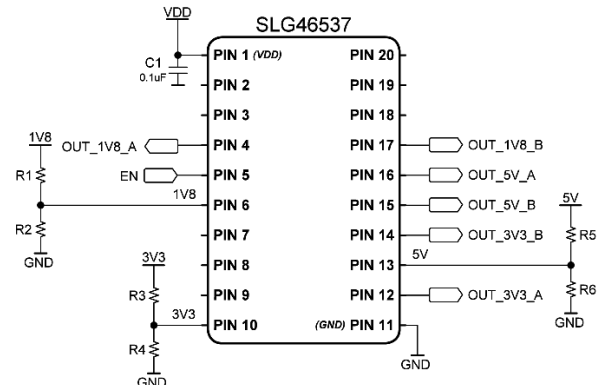 VDD
SLG46537
C1
0.1uF
PIN 1 (VDD)
PIN 20
PIN 2
PIN 19
PIN 3
PIN 18
1V8
OUT_1V8_A
PIN 4
PIN 17
OUT_1V8_B
R1
EN
PIN 5
PIN 16
OUT_5V_A
1V8
PIN 6
PIN 15
OUT_5V_B
5V
R2
PIN 7
PIN 14
OUT_3V3_B
R5
GND
3V3
PIN 8
5V
PIN 13
R3
PIN 9
PIN 12
OUT_3V3_A
R6
3V3
PIN 10
(GND) PIN 11
GND
R4
GND
GND